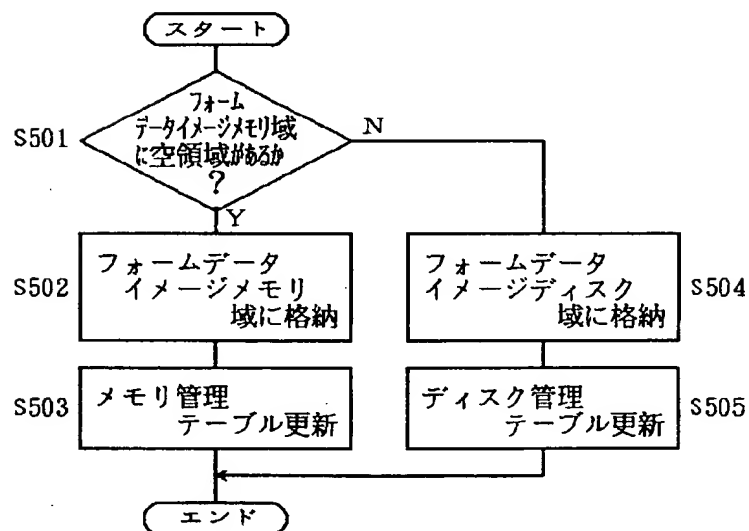 スタート
S501
フォーム
データイメージメモリ域
に空領域があるか
?
N
Y
S502
フォームデータ
イメージメモリ
域に格納
フォームデータ
イメージディスク
域に格納
S504
S503
メモリ管理
テーブル更新
ディスク管理
テーブル更新
S505
エンド